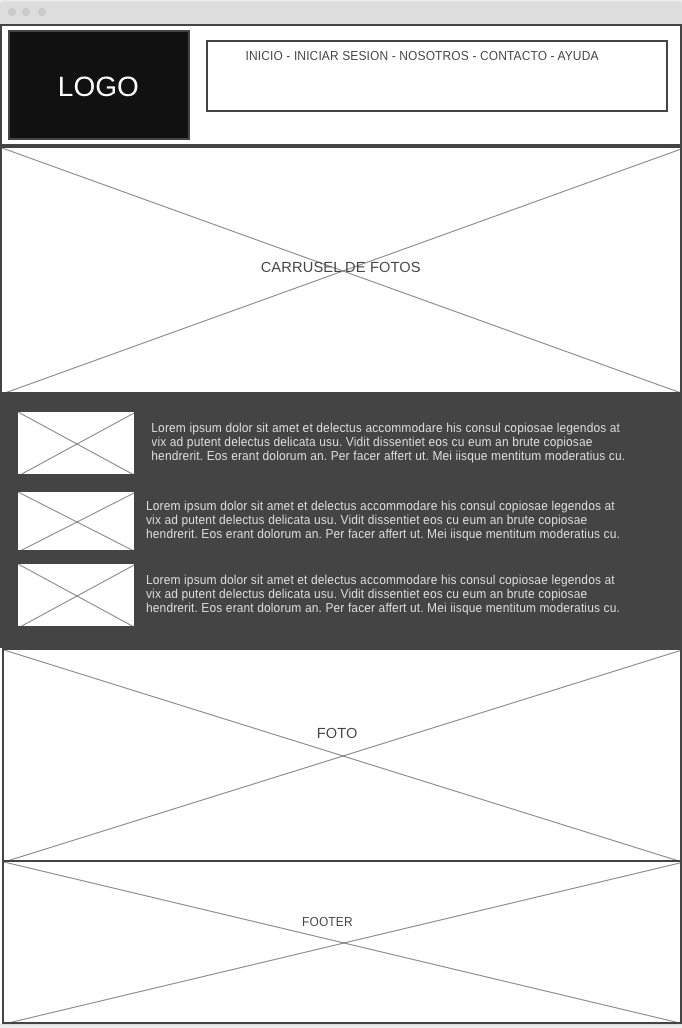 LOGO
INICIO - INICIAR SESION - NOSOTROS - CONTACTO - AYUDA
CARRUSEL DE FOTOS
Lorem ipsum dolor sit amet et delectus accommodare his consul copiosae legendos at
vix ad putent delectus delicata usu. Vidit dissentiet eos cu eum an brute copiosae
hendrerit. Eos erant dolorum an. Per facer affert ut. Mei iisque mentitum moderatius cu.
Lorem ipsum dolor sit amet et delectus accommodare his consul copiosae legendos at
vix ad putent delectus delicata usu. Vidit dissentiet eos cu eum an brute copiosae
hendrerit. Eos erant dolorum an. Per facer affert ut. Mei iisque mentitum moderatius cu.
Lorem ipsum dolor sit amet et delectus accommodare his consul copiosae legendos at
vix ad putent delectus delicata usu. Vidit dissentiet eos cu eum an brute copiosae
hendrerit. Eos erant dolorum an. Per facer affert ut. Mei iisque mentitum moderatius cu.
FOTO
FOOTER